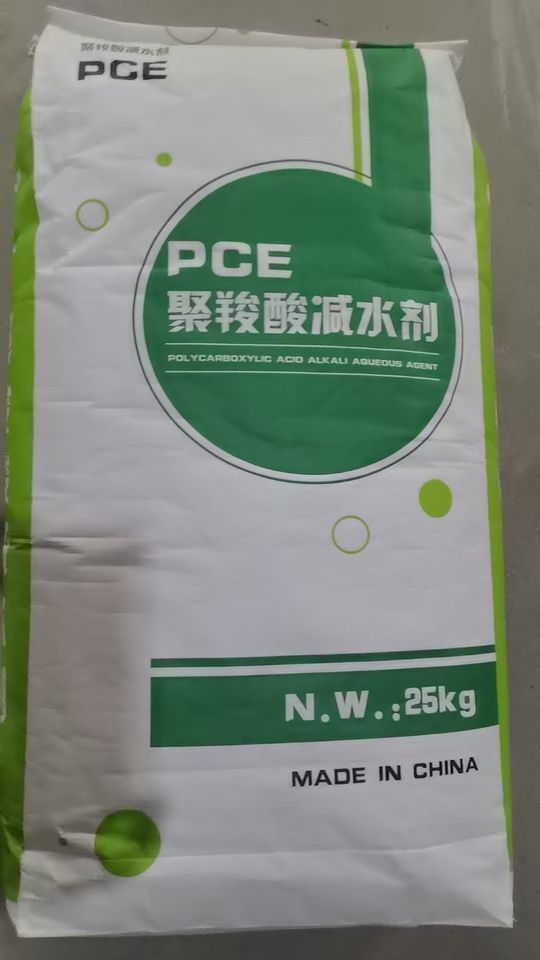 聚羧酸减水剂
PCE
PCE
聚羧酸减水剂
POLYCARBOXYLIC ACID ALKALI AQUEOUS AGENT
N.W.:25kg
MADE IN CHINA